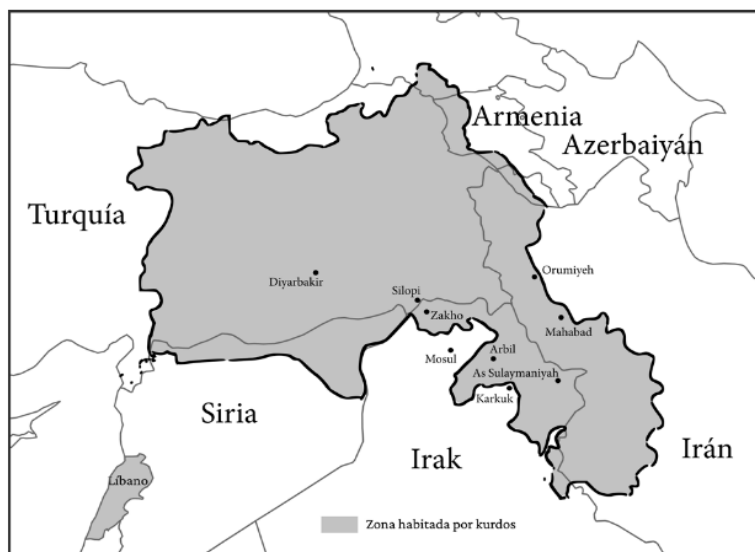 Armenia
Azerbaiyán
Turquía
Diyarbakir
Orumiyeh
Silopi
Zakho
Mahabad
Mosul
Arbil
As Sulaymaniyah
Karkuk
Siria
Irak
Irán
Líbano
Zona habitada por kurdos